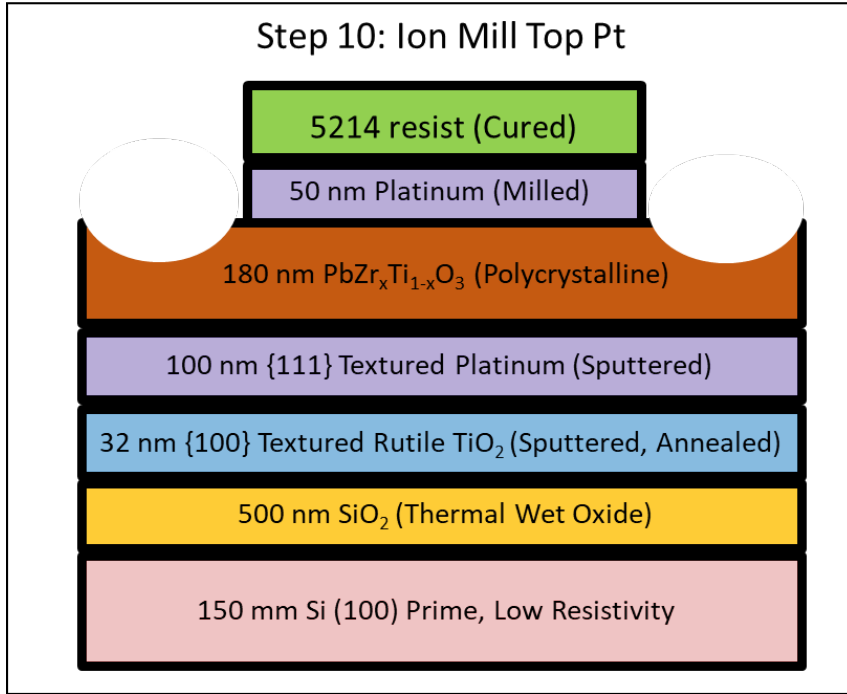 Step 10: Ion Mill Top Pt
5214 resist (Cured)
50 nm Platinum (Milled)
180 nm PbZrₓTi₁₋ₓO₃ (Polycrystalline)
100 nm {111} Textured Platinum (Sputtered)
32 nm {100} Textured Rutile TiO₂ (Sputtered, Annealed)
500 nm SiO₂ (Thermal Wet Oxide)
150 mm Si (100) Prime, Low Resistivity